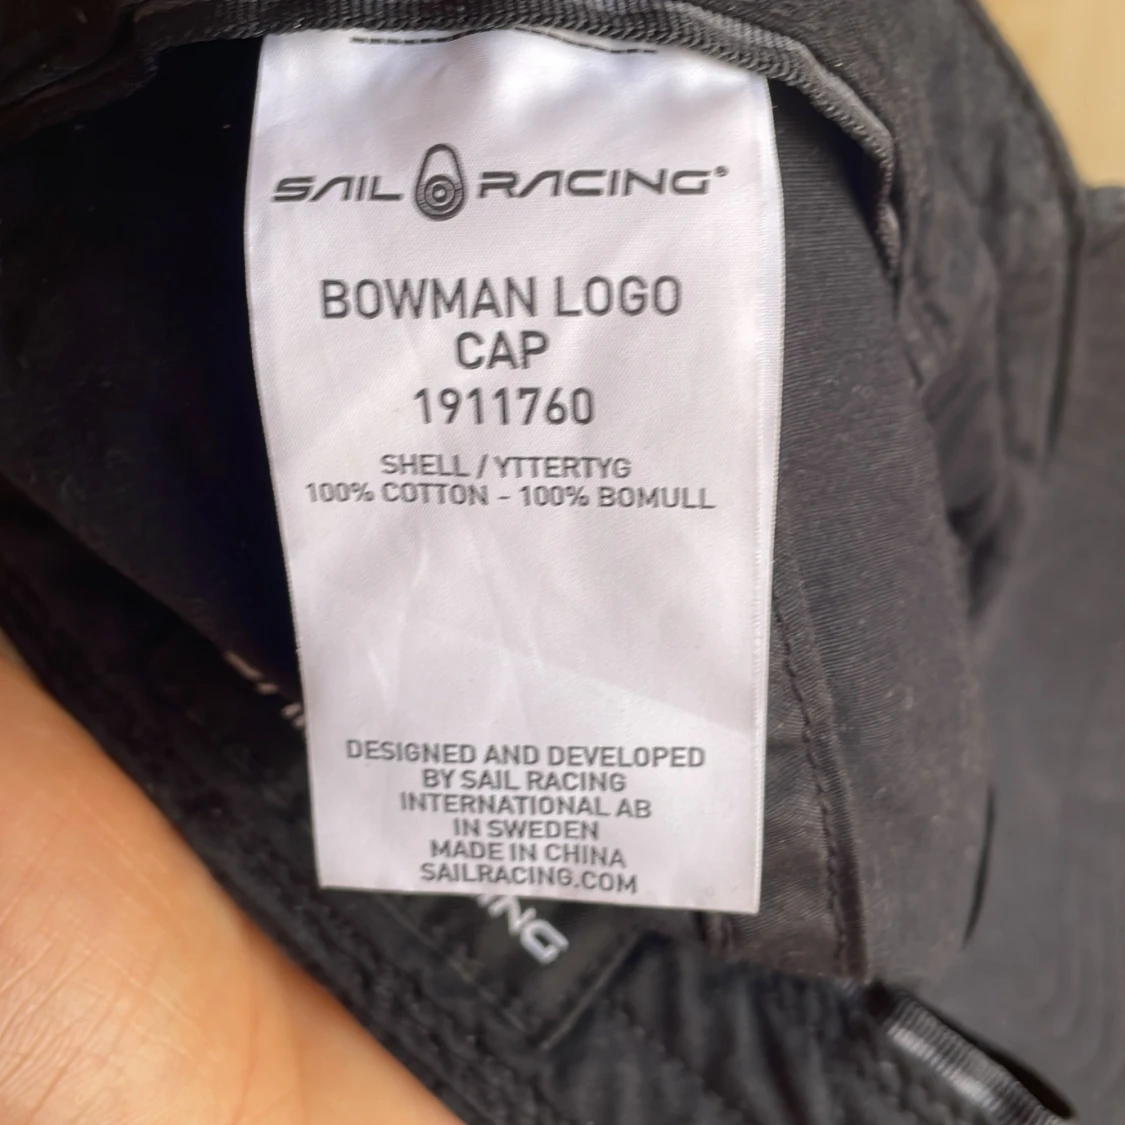 SAIL RACING®
BOWMAN LOGO
CAP
1911760
SHELL / YTTERTYG
100% COTTON - 100% BOMULL
DESIGNED AND DEVELOPED
BY SAIL RACING
INTERNATIONAL AB
IN SWEDEN
MADE IN CHINA
SAILRACING.COM